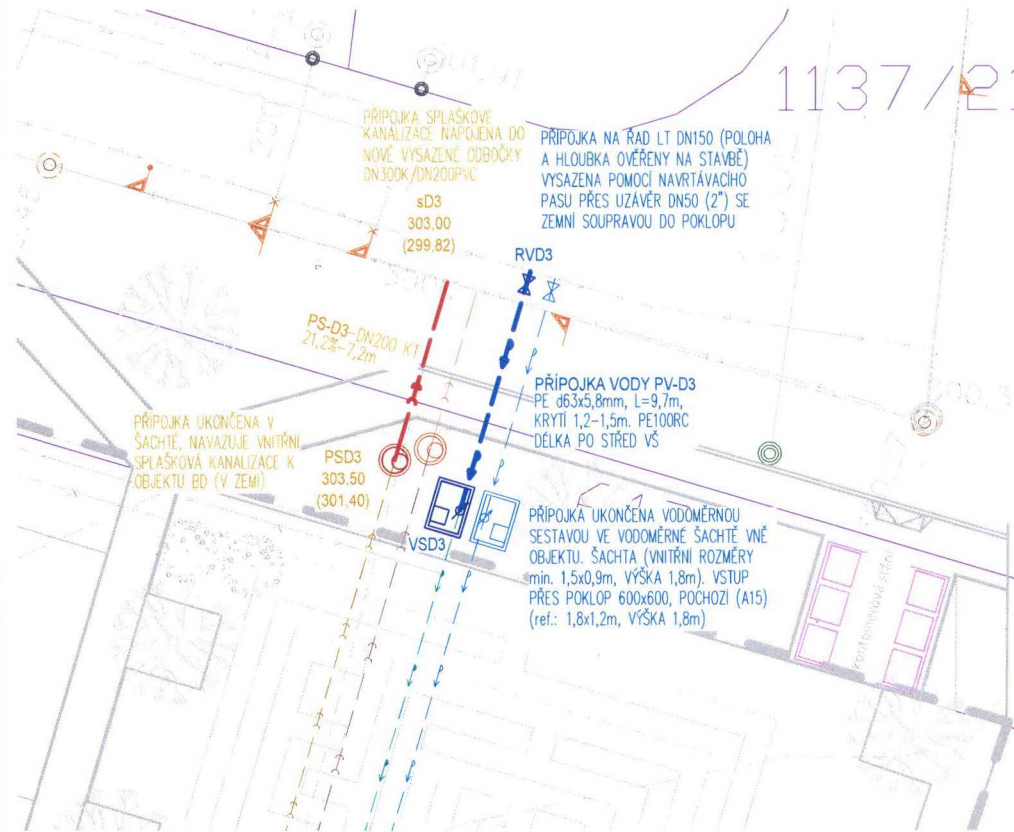 1137/21
PŘÍPOJKA SPLAŠKOVÉ
KANALIZACE NAPOJENA DO
NOVĚ VYSAZENÉ ODBOČKY
DN300K/DN200PVC
sD3
303,00
(299,82)
PŘÍPOJKA NA ŘAD LT DN150 (POLOHA
A HLOUBKA OVĚŘENY NA STAVBĚ)
VYSAZENA POMOCÍ NAVRTÁVACÍHO
PASU PŘES UZÁVĚR DN50 (2") SE
ZEMNÍ SOUPRAVOU DO POKLOPU
RVD3
PS-D3-DN200 KT
21,2%-7,2m
PŘÍPOJKA VODY PV-D3
PE d63x5,8mm, L=9,7m,
KRYTÍ 1,2-1,5m. PE100RC
DÉLKA PO STŘED VŠ
PŘÍPOJKA UKONČENA V
ŠACHTĚ, NAVAZUJE VNITŘNÍ
SPLAŠKOVÁ KANALIZACE K
OBJEKTU BD (V ZEMI)
PSD3
303,50
(301,40)
VSD3
PŘÍPOJKA UKONČENA VODOMĚRNOU
SESTAVOU VE VODOMĚRNÉ ŠACHTĚ VNĚ
OBJEKTU. ŠACHTA (VNITŘNÍ ROZMĚRY
min. 1,5x0,9m, VÝŠKA 1,8m). VSTUP
PŘES POKLOP 600x600, POCHOZÍ (A15)
(ref.: 1,8x1,2m, VÝŠKA 1,8m)
kontejnerová stání